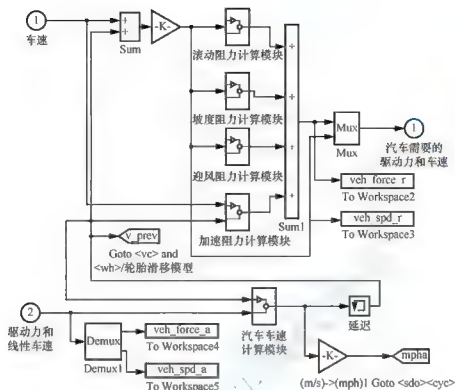 1
车速
+
+
Sum
-K-
滚动阻力计算模块
+
坡度阻力计算模块
+
迎风阻力计算模块
+
加速阻力计算模块
+
Sum1
Mux
Mux
1
汽车需要的
驱动力和车速
veh_force_r
To Workspace2
veh_spd_r
To Workspace3
v_prev
Goto <vc> and
<wh>/轮胎滑移模型
2
驱动力和
线性车速
Demux
Demux1
veh_force_a
To Workspace4
veh_spd_a
To Workspace5
汽车车速
计算模块
延迟
-K-
mpha
(m/s)->(mph)1 Goto <sdo><cyc>